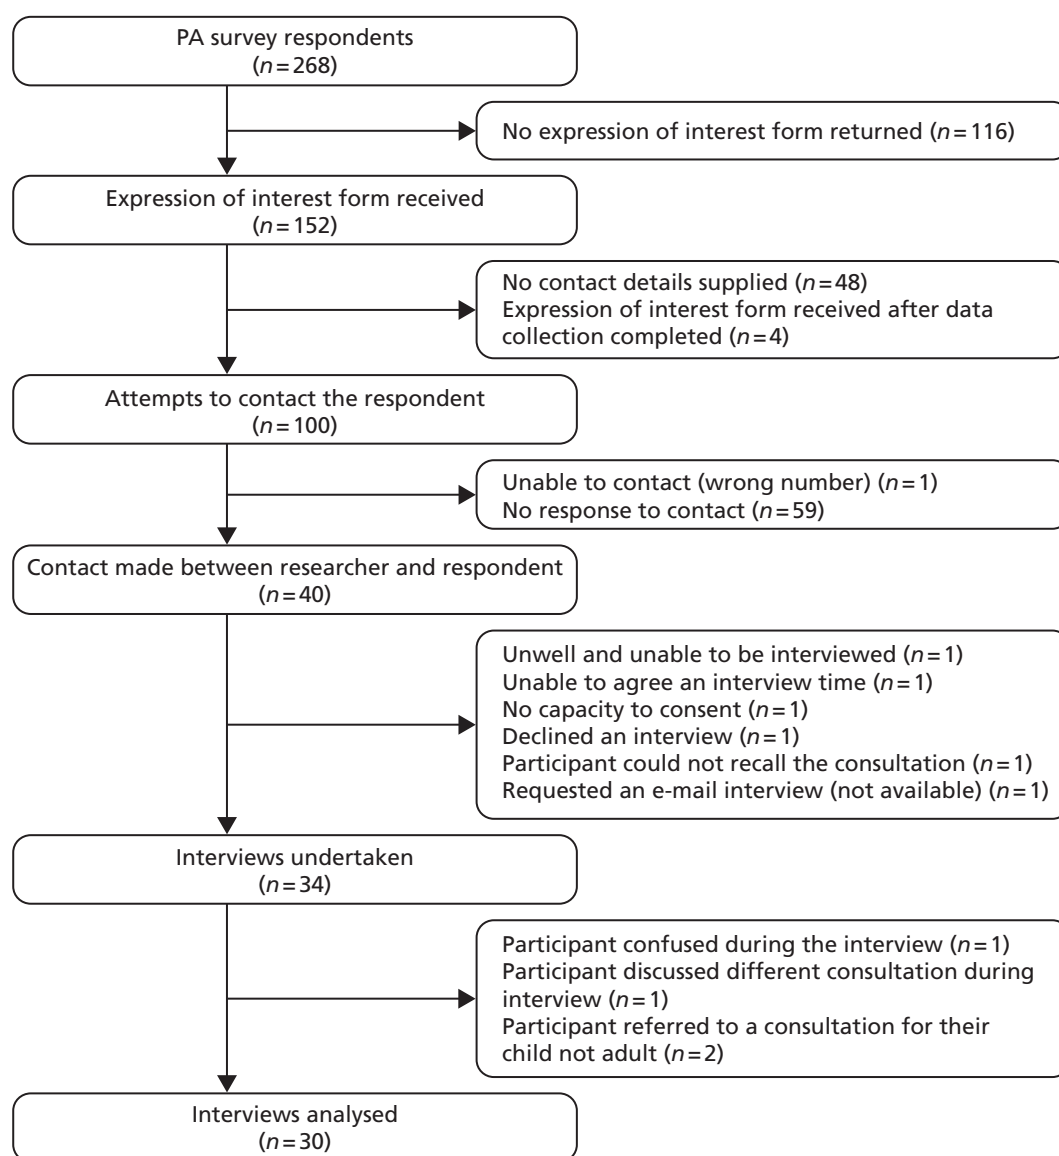 PA survey respondents
(n=268)
No expression of interest form returned (n=116)
Expression of interest form received
(n=152)
No contact details supplied (n=48)
Expression of interest form received after data
collection completed (n=4)
Attempts to contact the respondent
(n=100)
Unable to contact (wrong number) (n=1)
No response to contact (n=59)
Contact made between researcher and respondent
(n=40)
Unwell and unable to be interviewed (n=1)
Unable to agree an interview time (n=1)
No capacity to consent (n=1)
Declined an interview (n=1)
Participant could not recall the consultation (n=1)
Requested an e-mail interview (not available) (n=1)
Interviews undertaken
(n=34)
Participant confused during the interview (n=1)
Participant discussed different consultation during
interview (n=1)
Participant referred to a consultation for their
child not adult (n=2)
Interviews analysed
(n=30)